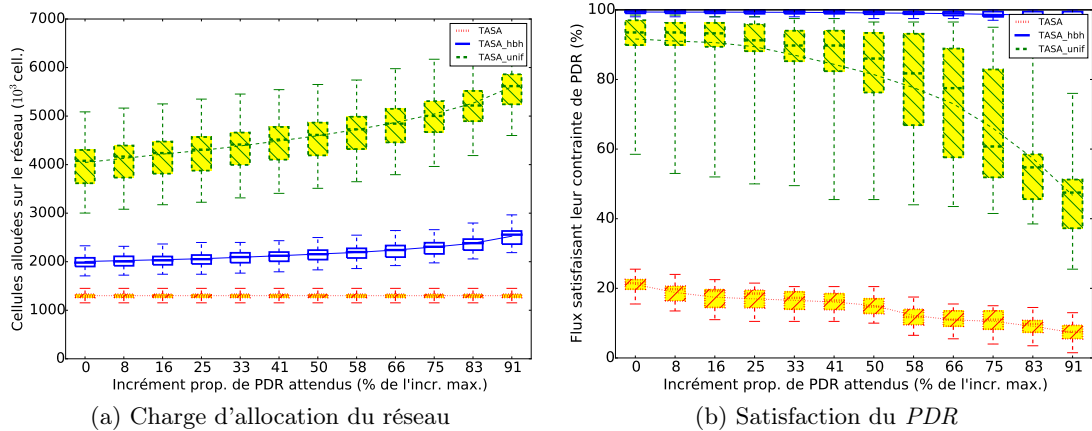 7000
6000
5000
4000
3000
2000
1000
0
Cellules allouées sur le réseau (10³ cell.)
TASA
TASA_hbh
TASA_unif
0 8 16 25 33 41 50 58 66 75 83 91
Incrément prop. de PDR attendus (% de l'incr. max.)
(a) Charge d'allocation du réseau
100
80
60
40
20
0
Flux satisfaisant leur contrainte de PDR (%)
TASA
TASA_hbh
TASA_unif
0 8 16 25 33 41 50 58 66 75 83 91
Incrément prop. de PDR attendus (% de l'incr. max.)
(b) Satisfaction du PDR